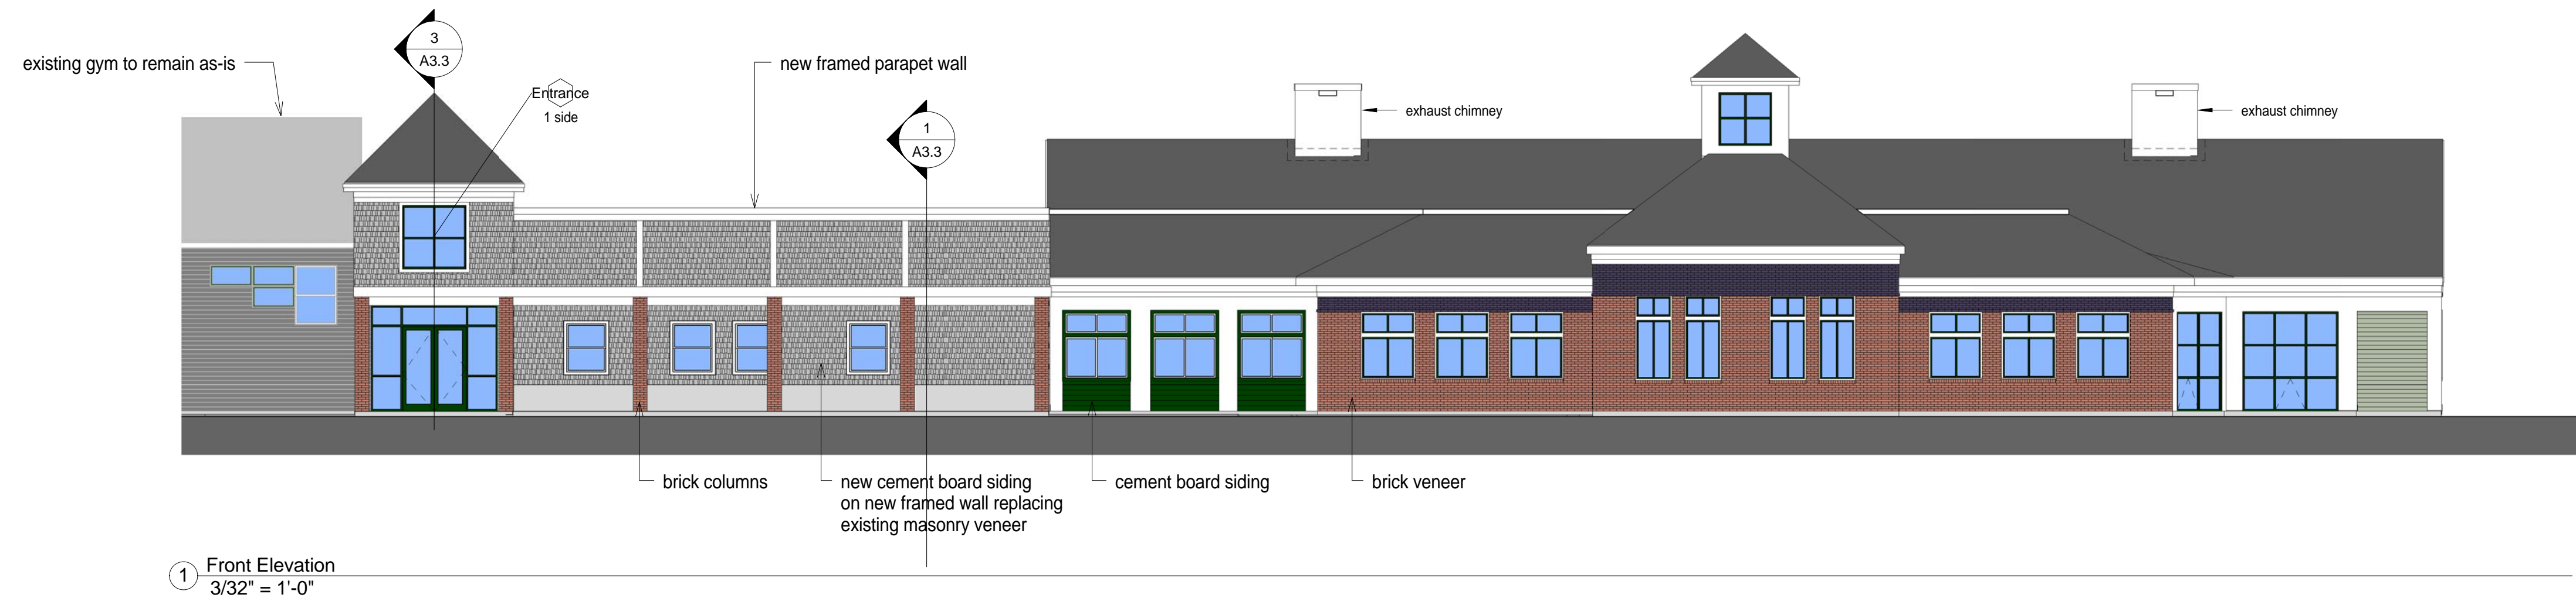 3
A3.3
existing gym to remain as-is
new framed parapet wall
Entrance
1 side
exhaust chimney
exhaust chimney
1
A3.3
brick columns
new cement board siding
on new framed wall replacing
existing masonry veneer
cement board siding
brick veneer
1
Front Elevation
3/32" = 1'-0"